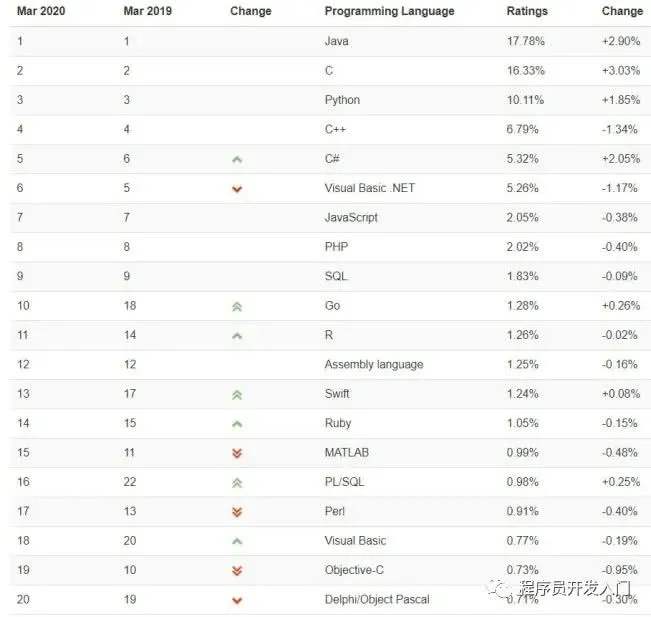 Mar 2020 Mar 2019 Change Programming Language Ratings Change
1 1 Java 17.78% +2.90%
2 2 C 16.33% +3.03%
3 3 Python 10.11% +1.85%
4 4 C++ 6.79% -1.34%
5 6 C# 5.32% +2.05%
6 5 Visual Basic .NET 5.26% -1.17%
7 7 JavaScript 2.05% -0.38%
8 8 PHP 2.02% -0.40%
9 9 SQL 1.83% -0.09%
10 18 Go 1.28% +0.26%
11 14 R 1.26% -0.02%
12 12 Assembly language 1.25% -0.16%
13 17 Swift 1.24% +0.08%
14 15 Ruby 1.05% -0.15%
15 11 MATLAB 0.99% -0.48%
16 22 PL/SQL 0.98% +0.25%
17 13 Perl 0.91% -0.40%
18 20 Visual Basic 0.77% -0.19%
19 10 Objective-C 0.73% -0.95%
程序员开发入门
20 19 Delphi/Object Pascal 0.71% -0.30%